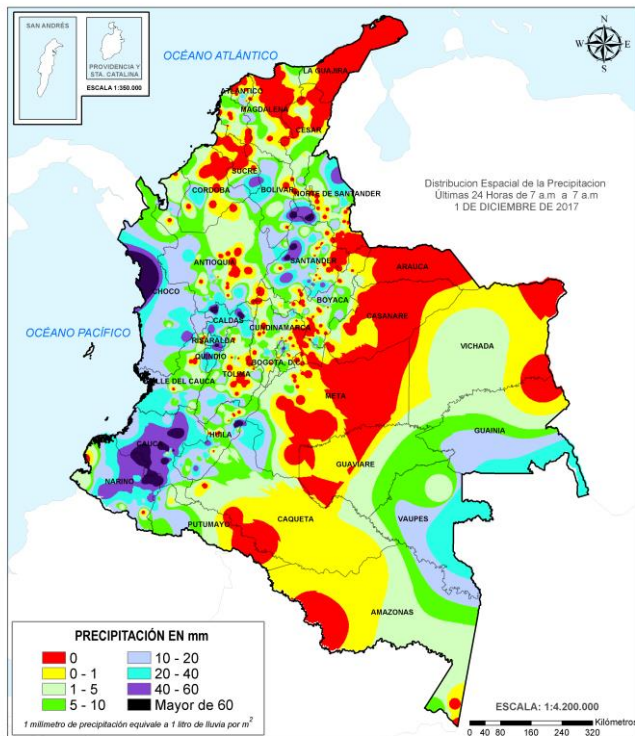 SAN ANDRÉS
PROVIDENCIA Y
STA. CATALINA
ESCALA 1:350.000
OCÉANO ATLÁNTICO
N
W
E
S
LA GUAJIRA
ATLANTICO
MAGDALENA
CESAR
SUCRE
CORDOBA
BOLIVAR
NORTE DE SANTANDER
Distribucion Espacial de la Precipitacion
Últimas 24 Horas de 7 a.m a 7 a.m
1 DE DICIEMBRE DE 2017
ANTIOQUIA
SANTANDER
ARAUCA
CHOCO
BOYACA
CALDAS
CASANARE
OCÉANO PACÍFICO
CUNDINAMARCA
RISARALDA
VICHADA
QUINDIO
BOGOTA, D.C.
TOLIMA
VALLE DEL CAUCA
META
GUAINIA
HUILA
CAUCA
GUAVIARE
NARIÑO
VAUPES
CAQUETA
PUTUMAYO
AMAZONAS
PRECIPITACIÓN EN mm
0
10 - 20
0 - 1
20 - 40
1 - 5
40 - 60
5 - 10
Mayor de 60
1 milimetro de precipitación equivale a 1 litro de lluvia por m²
ESCALA: 1:4.200.000
Kilómetros
0 40 80 160 240 320